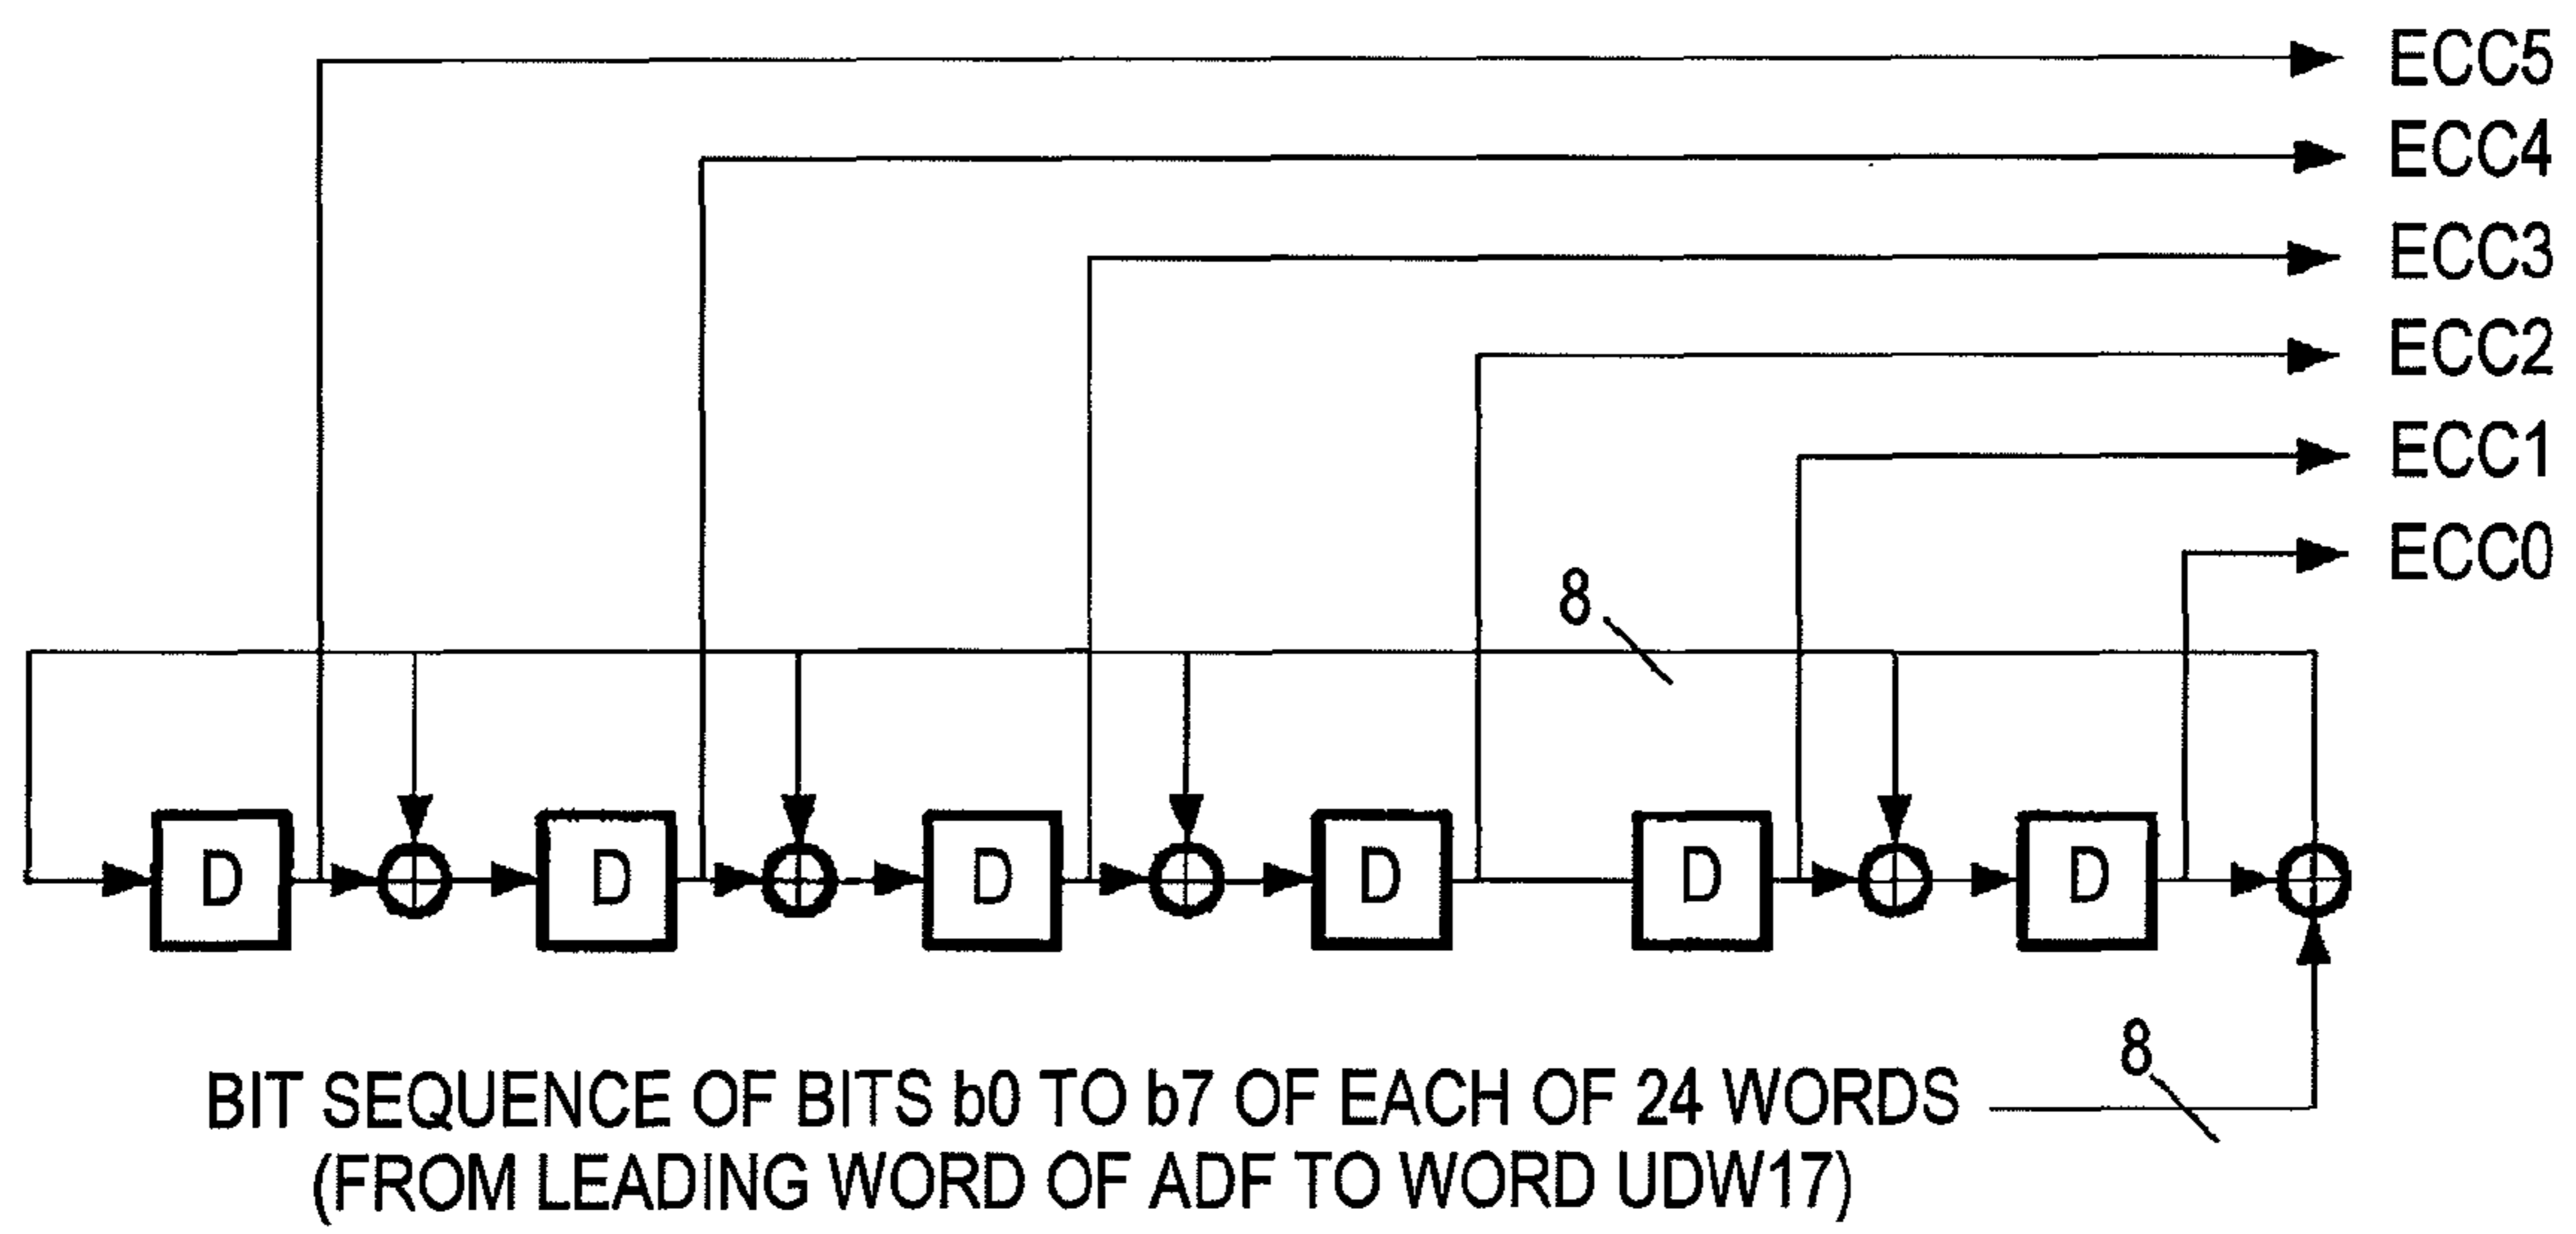 ECC5
ECC4
ECC3
ECC2
ECC1
ECC0
8
D D D D D D
8
BIT SEQUENCE OF BITS b0 TO b7 OF EACH OF 24 WORDS
(FROM LEADING WORD OF ADF TO WORD UDW17)